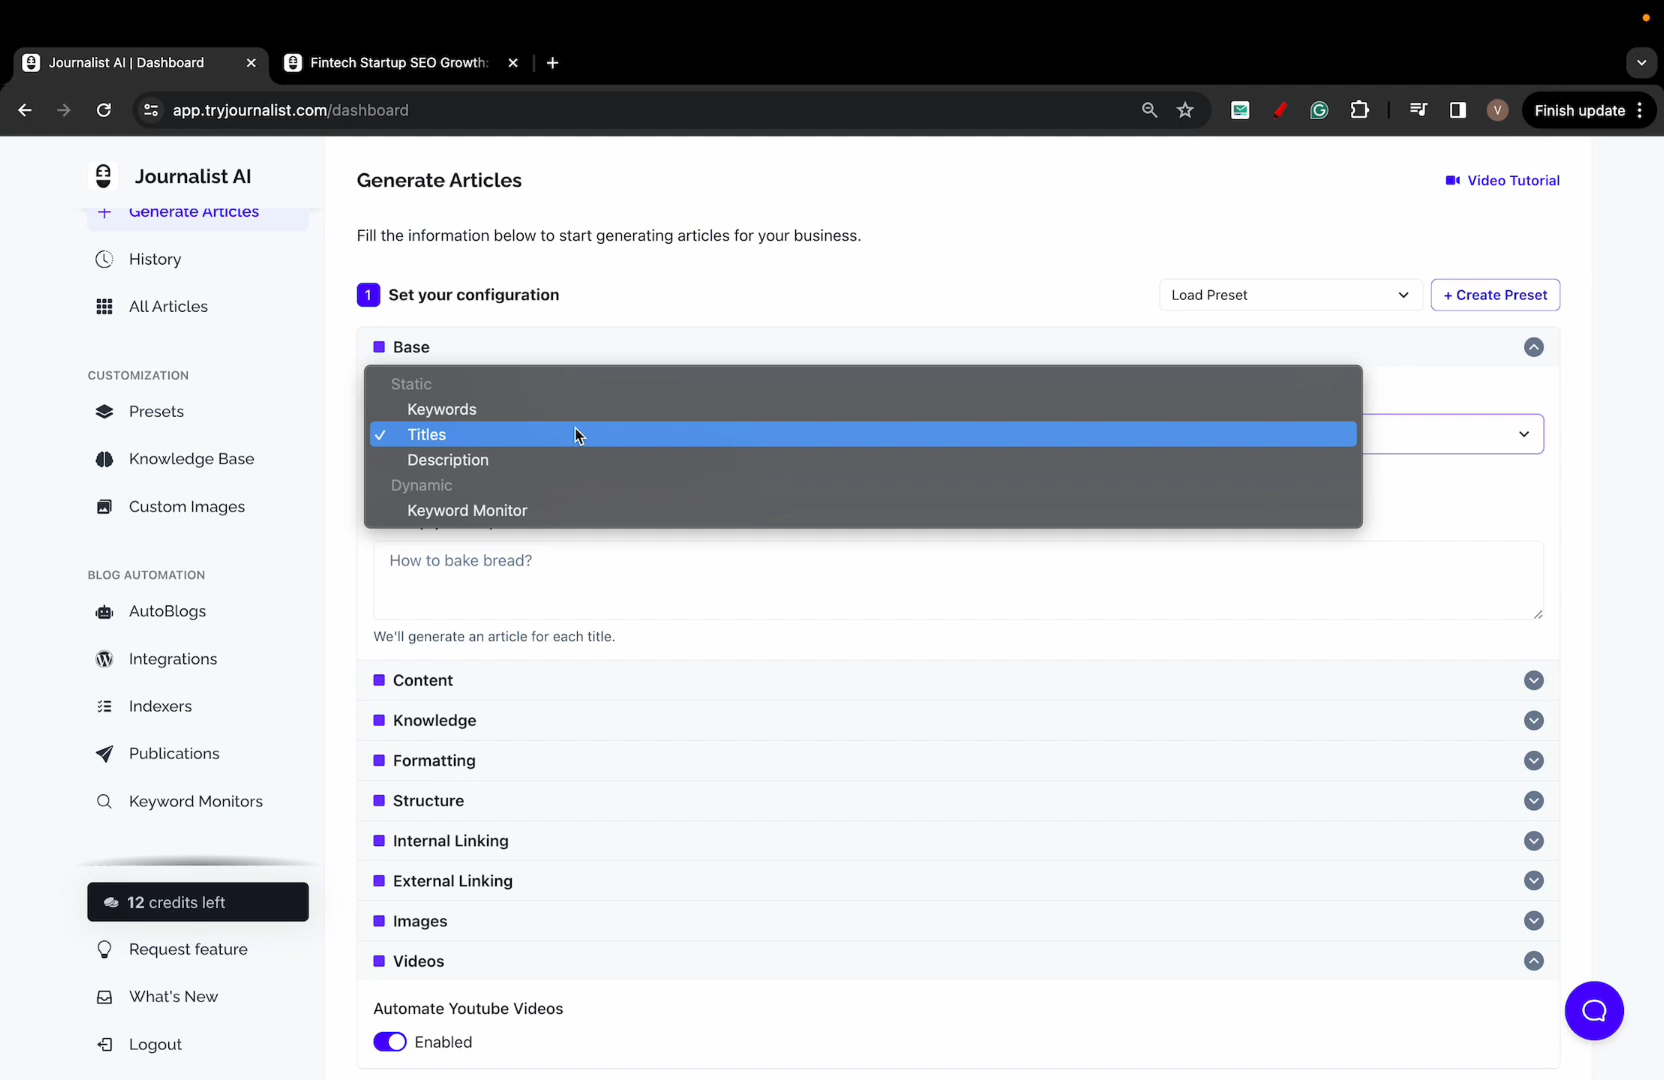 Journalist AI | Dashboard
Fintech Startup SEO Growth:
app.tryjournalist.com/dashboard
V
Finish update
Journalist AI
Generate Articles
History
All Articles
CUSTOMIZATION
Presets
Knowledge Base
Custom Images
BLOG AUTOMATION
AutoBlogs
Integrations
Indexers
Publications
Keyword Monitors
12 credits left
Request feature
What's New
Logout
Generate Articles
Video Tutorial
Fill the information below to start generating articles for your business.
1 Set your configuration
Load Preset
+ Create Preset
Base
Static
Keywords
✓ Titles
Description
Dynamic
Keyword Monitor
How to bake bread?
We'll generate an article for each title.
Content
Knowledge
Formatting
Structure
Internal Linking
External Linking
Images
Videos
Automate Youtube Videos
Enabled